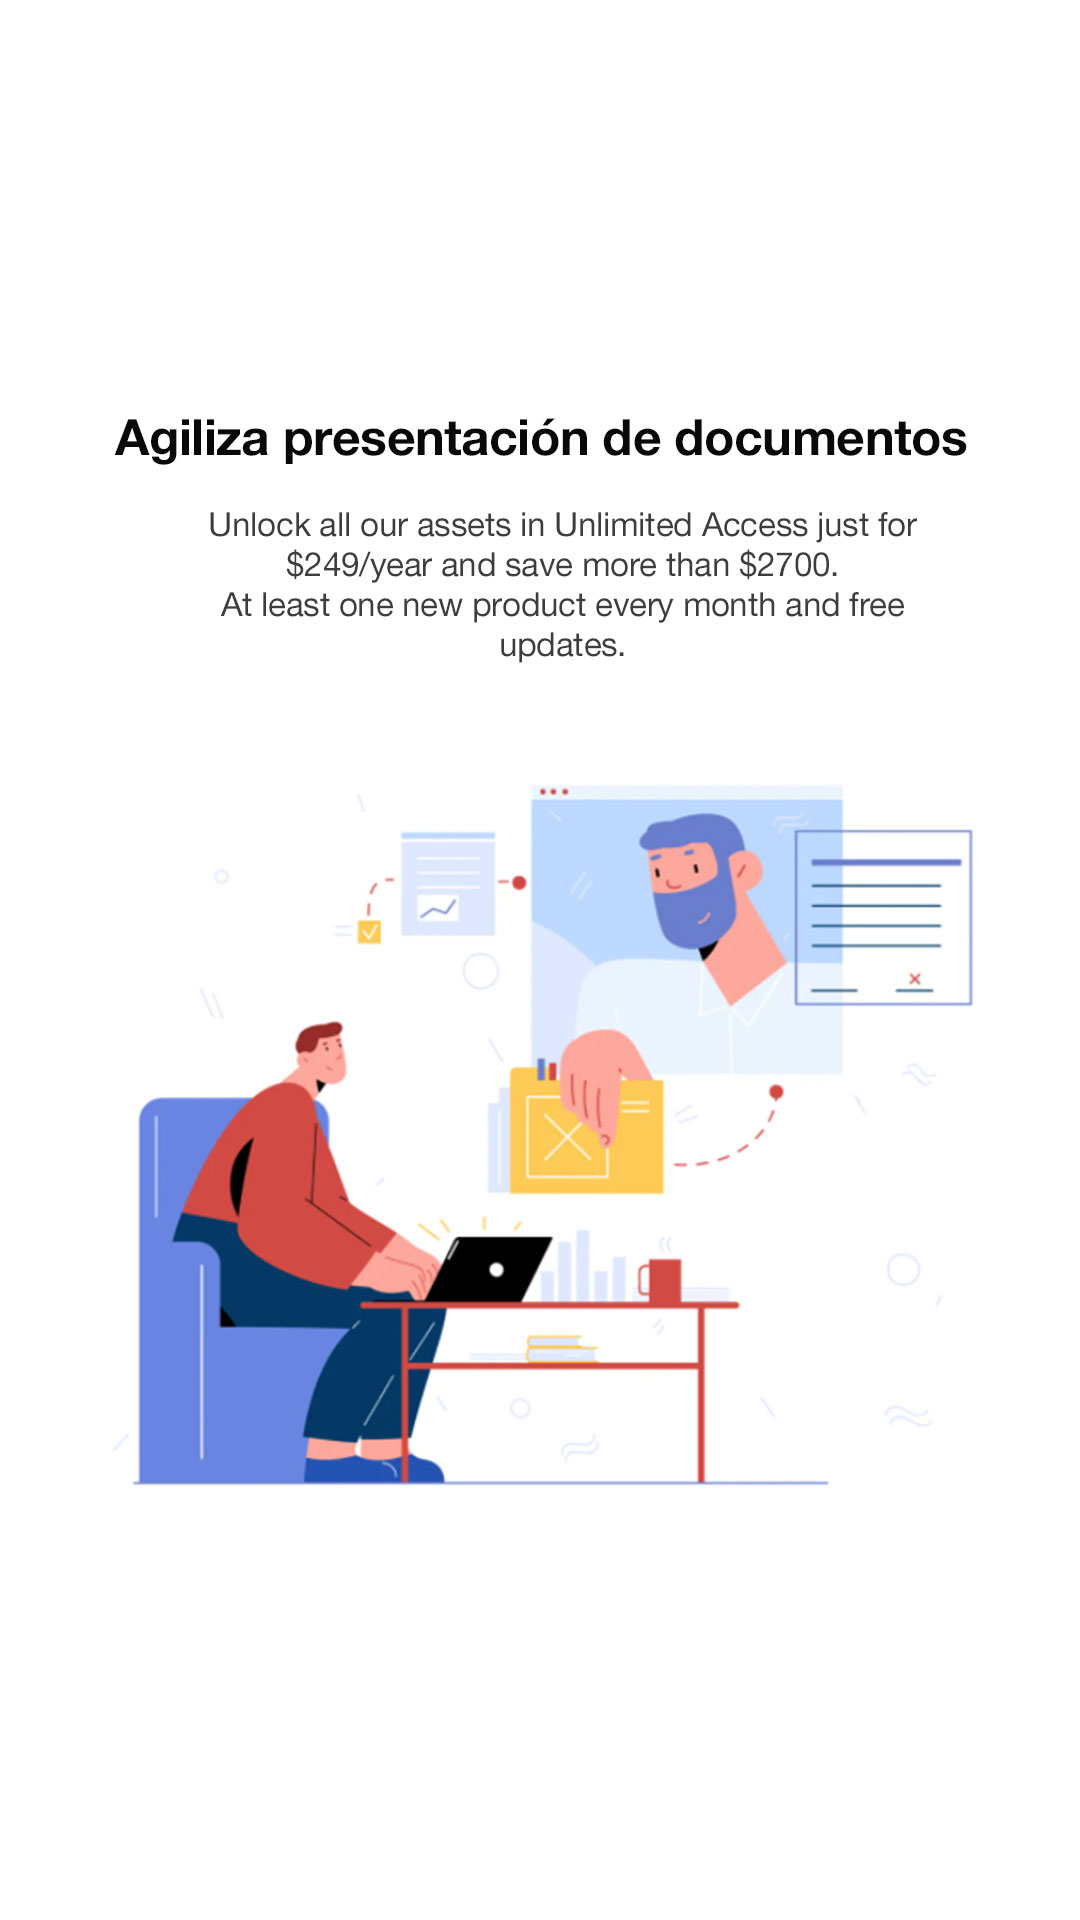 Agiliza presentación de documentos
Unlock all our assets in Unlimited Access just for
$249/year and save more than $2700.
At least one new product every month and free
updates.